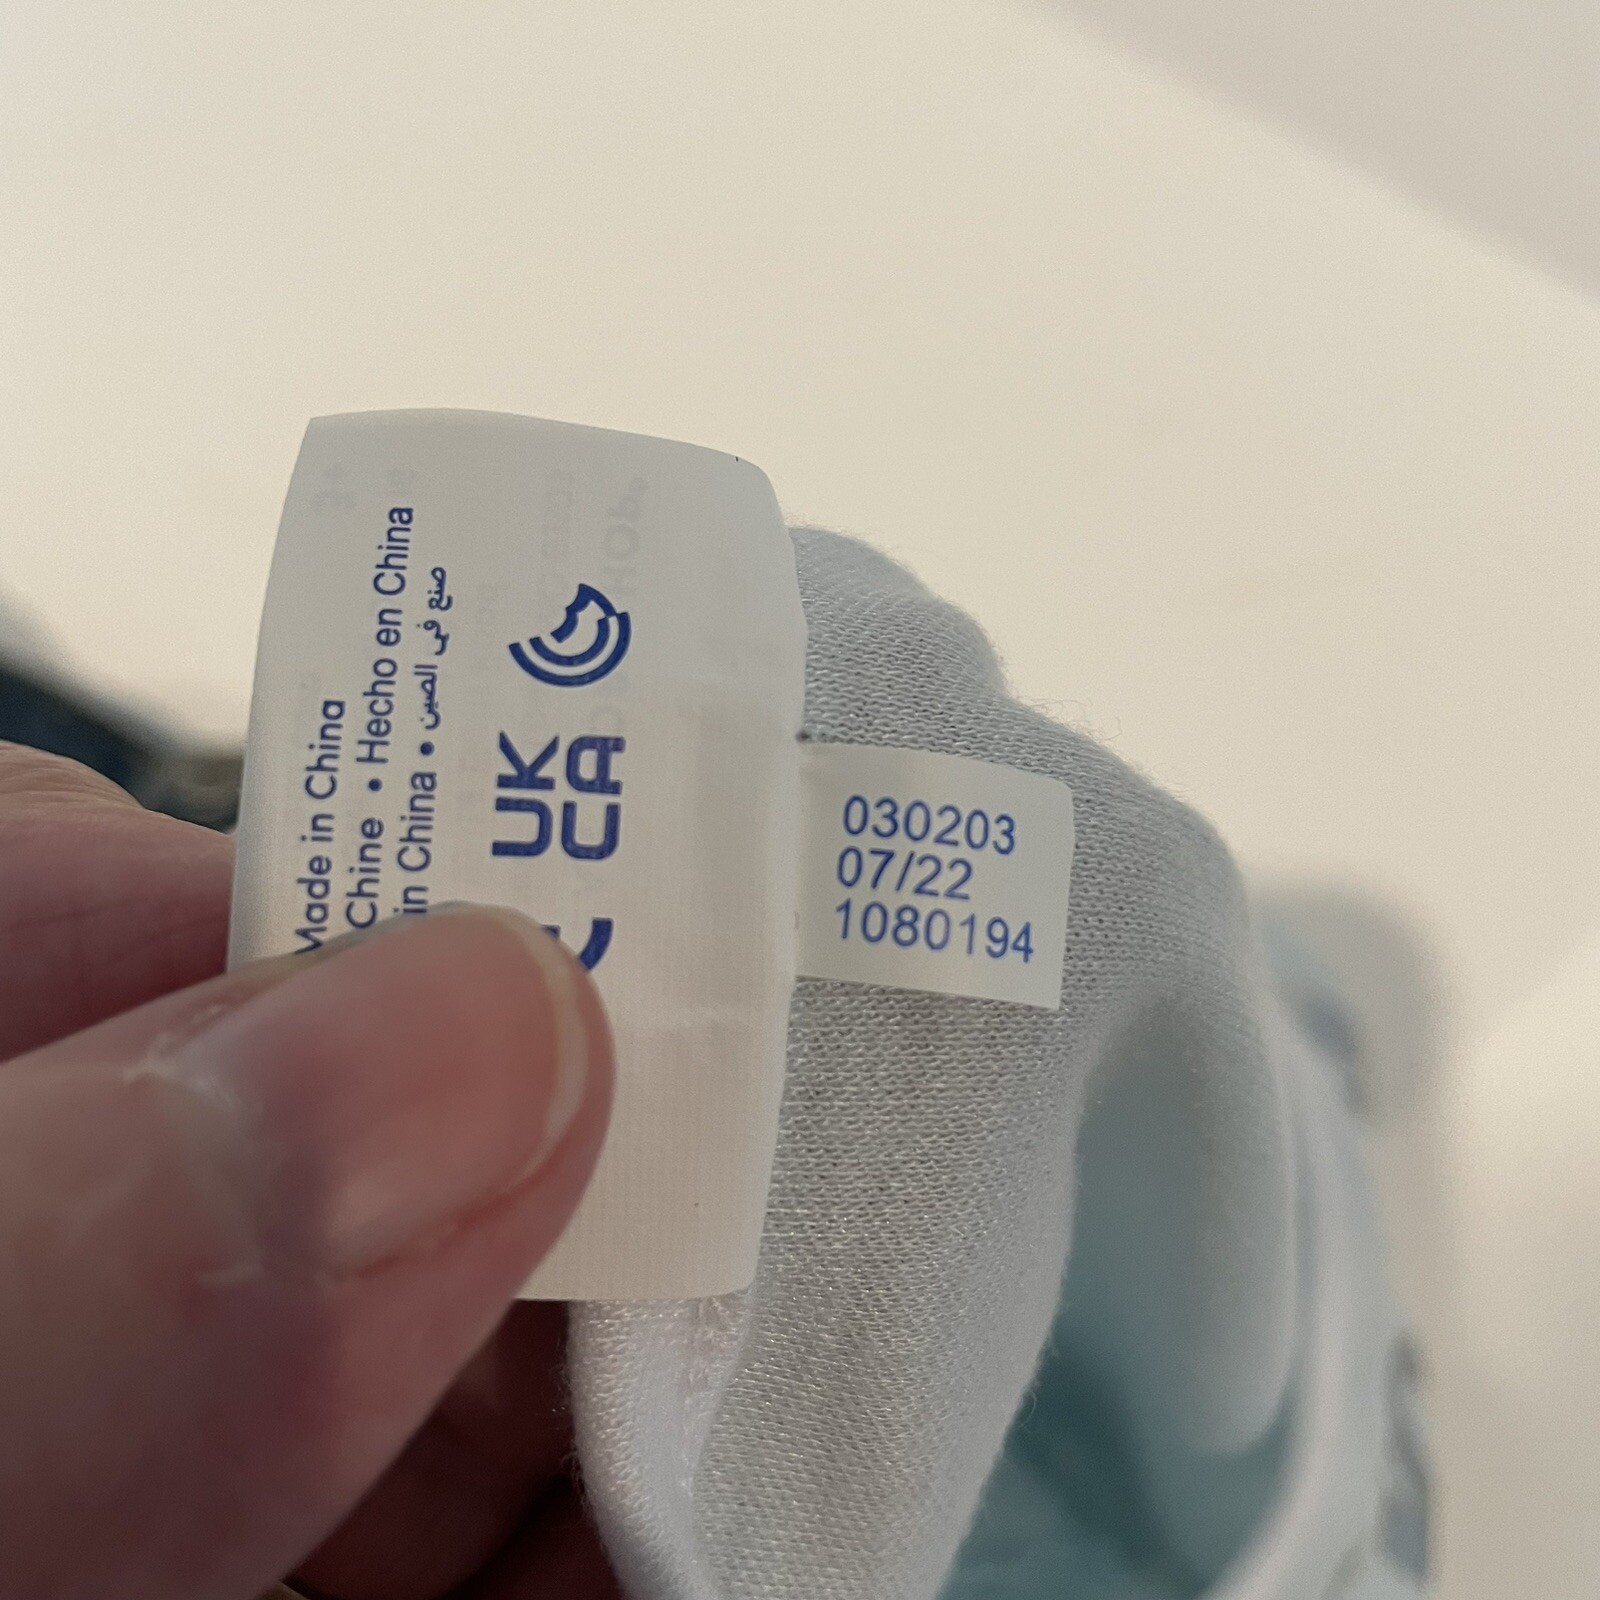 Made in China
Chine • Hecho en China
in China • صنع في الصين
UK
CA
030203
07/22
1080194